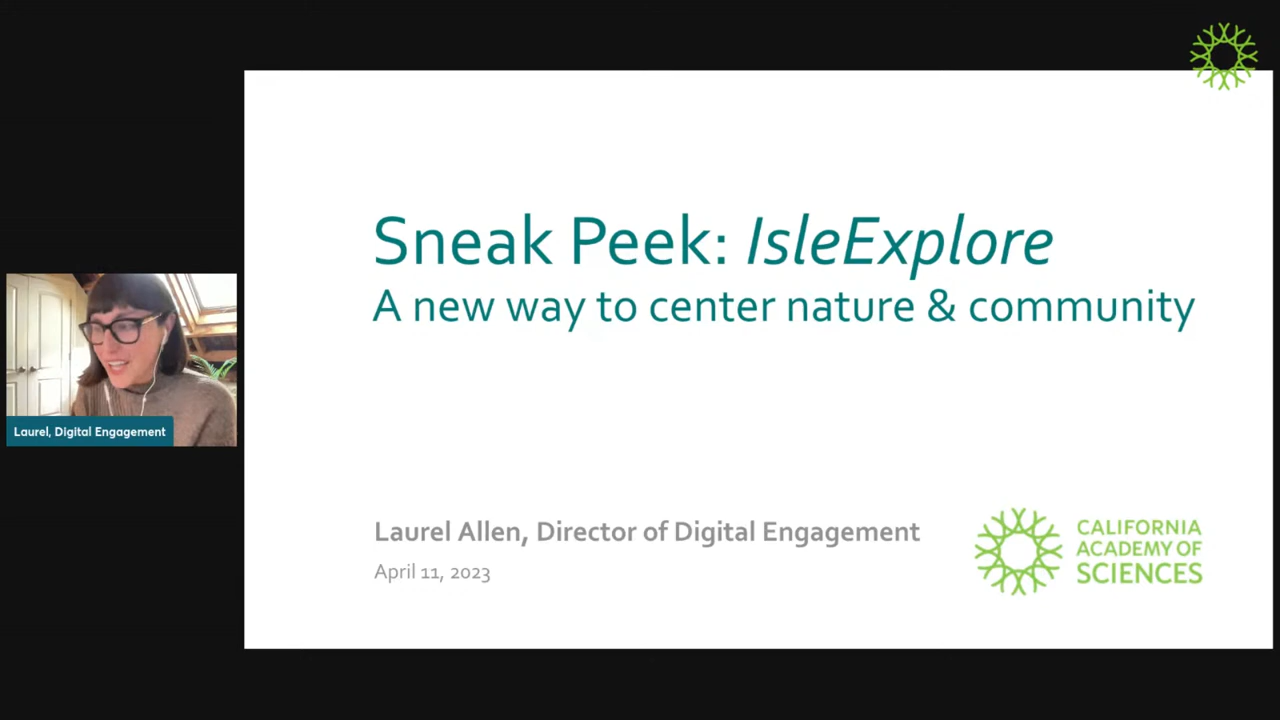 Sneak Peek: IsleExplore
A new way to center nature & community
Laurel, Digital Engagement
Laurel Allen, Director of Digital Engagement
April 11, 2023
CALIFORNIA
ACADEMY OF
SCIENCES